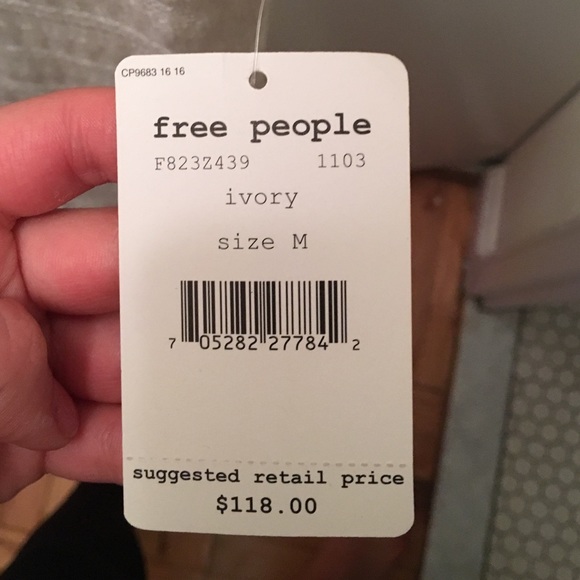 CP9683 16 16
free people
F823Z439 1103
ivory
size M
7 05282 27784 2
suggested retail price
$118.00